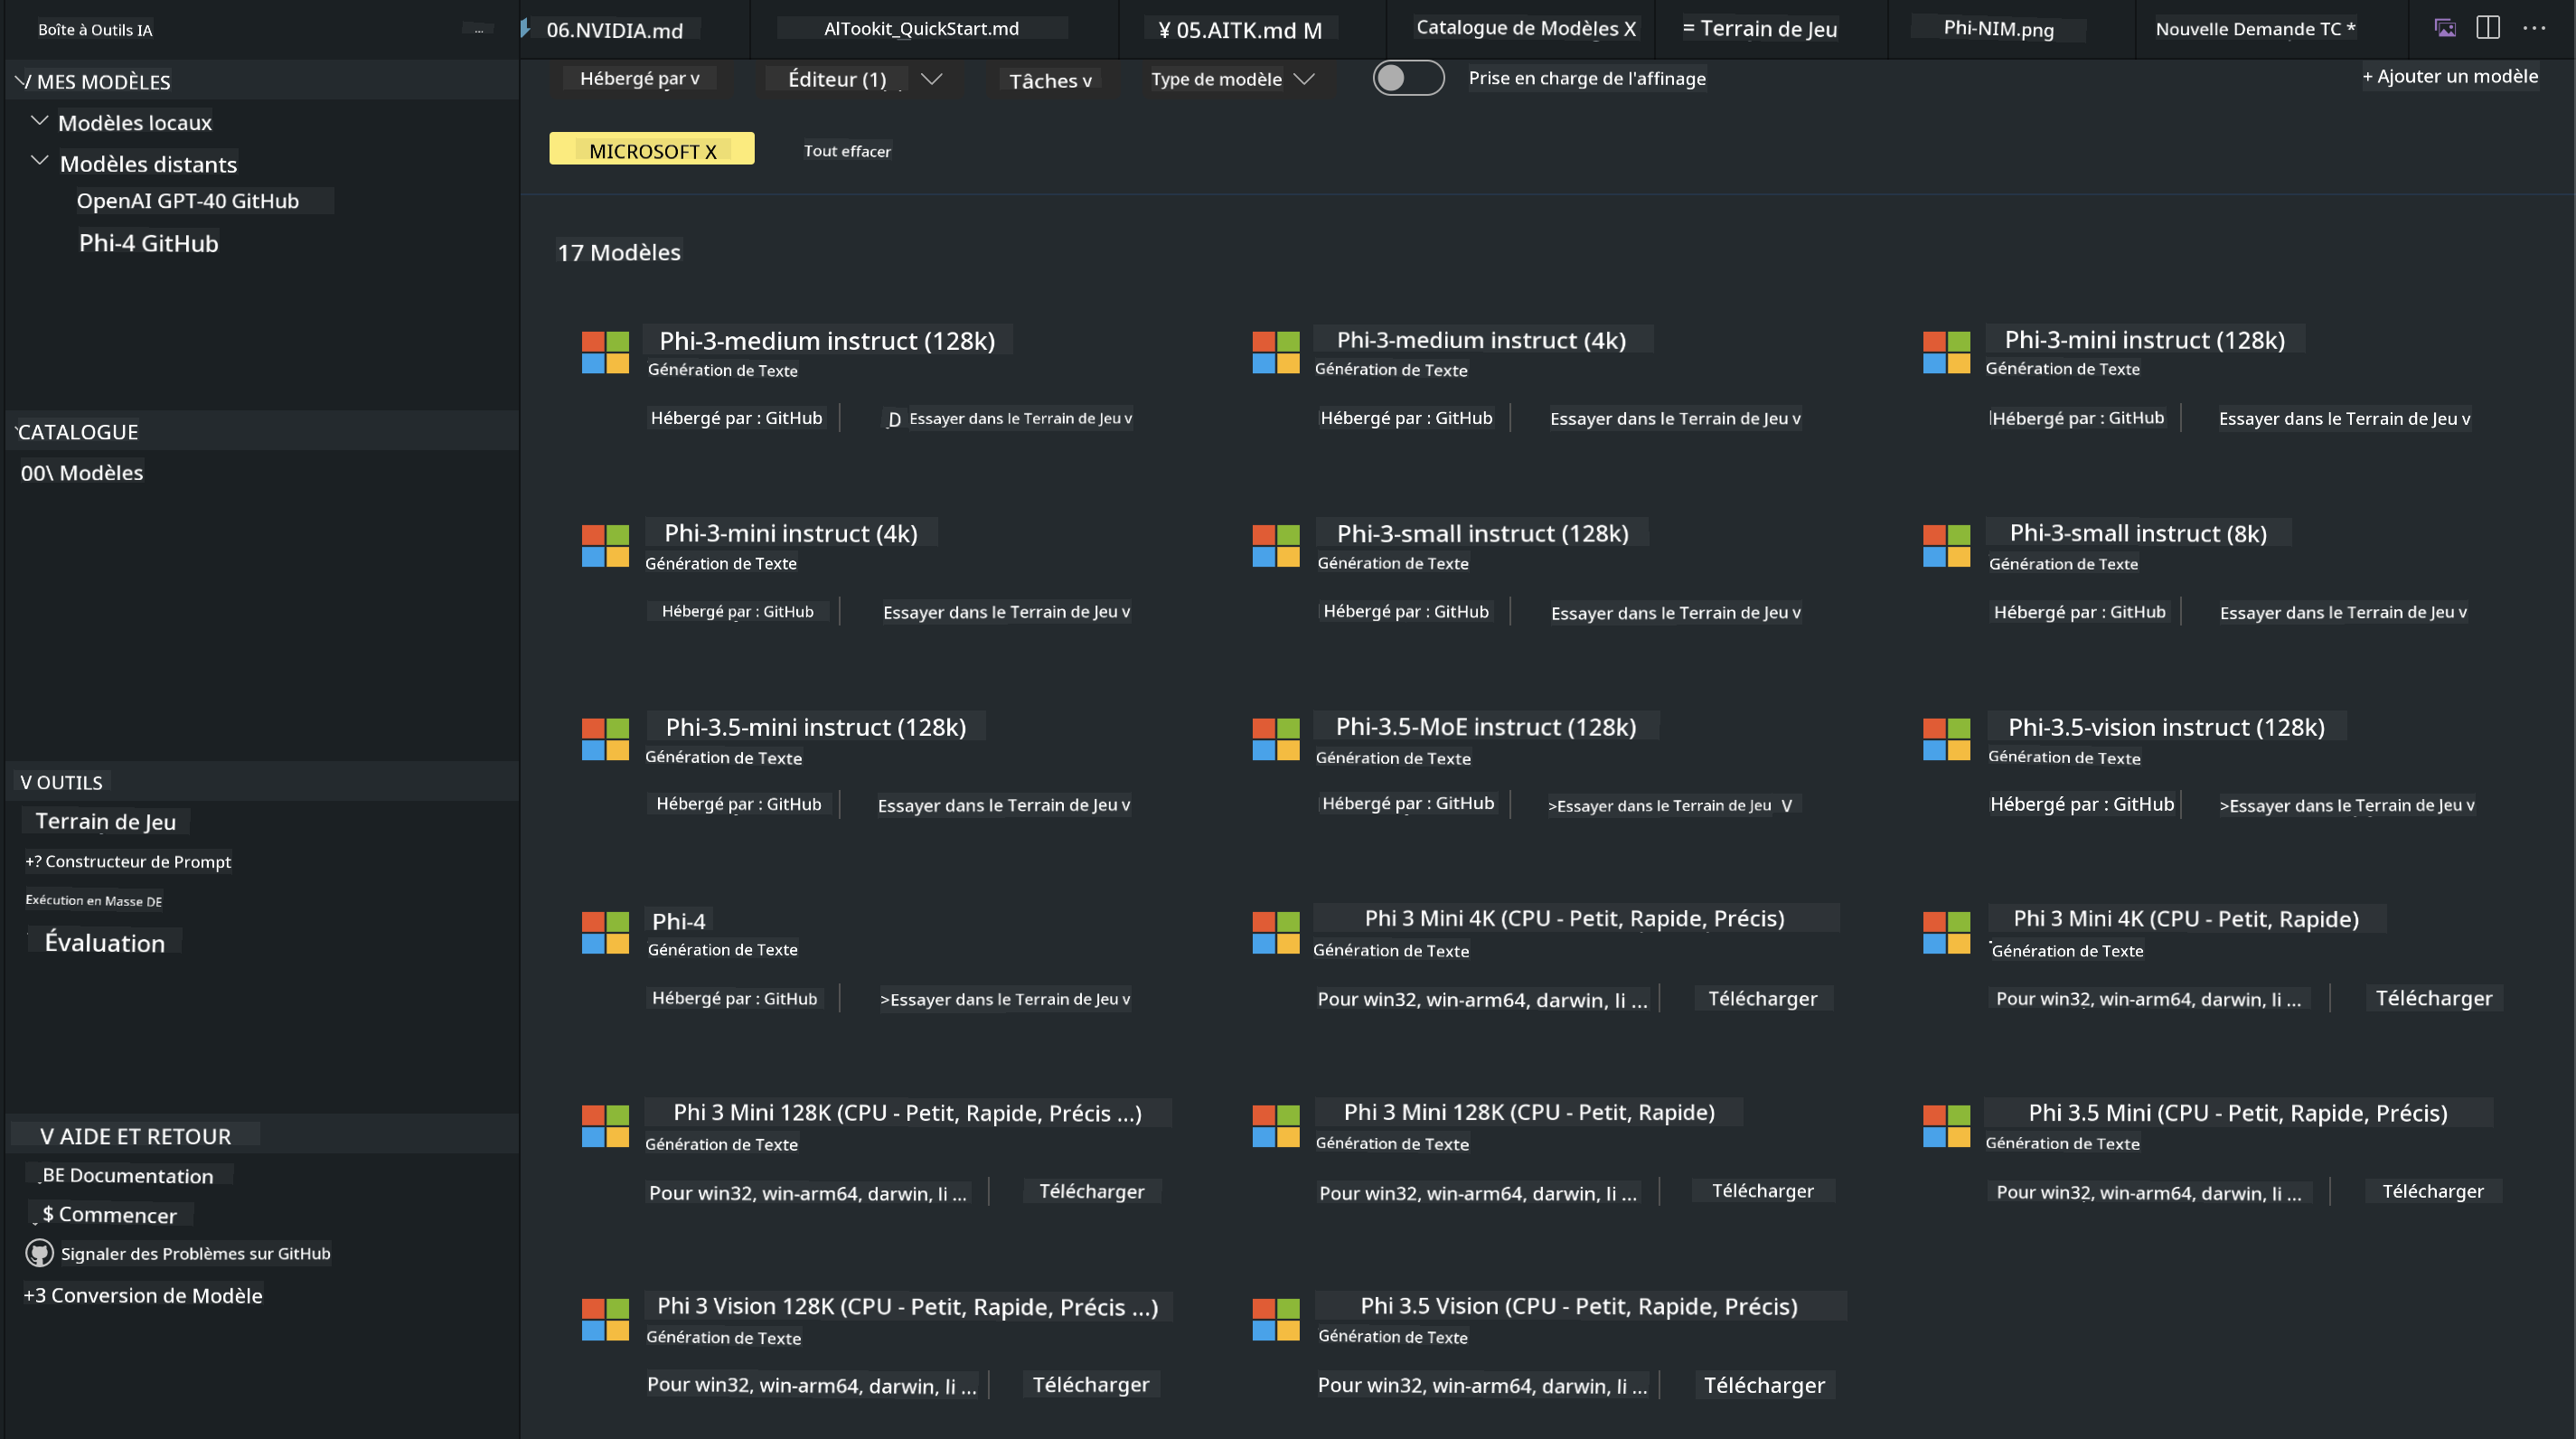 Boîte à Outils IA
...
06.NVIDIA.md
AlTookit_QuickStart.md
¥ 05.AITK.md M
Catalogue de Modèles X
= Terrain de Jeu
Phi-NIM.png
Nouvelle Demande TC *
...
V MES MODÈLES
Modèles locaux
Modèles distants
OpenAI GPT-40 GitHub
Phi-4 GitHub
CATALOGUE
00\ Modèles
V OUTILS
Terrain de Jeu
+? Constructeur de Prompt
Exécution en Masse DE
Évaluation
V AIDE ET RETOUR
BE Documentation
$ Commencer
Signaler des Problèmes sur GitHub
+3 Conversion de Modèle
Hébergé par v
Éditeur (1)
Tâches v
Type de modèle
Prise en charge de l'affinage
+ Ajouter un modèle
MICROSOFT X
Tout effacer
17 Modèles
Phi-3-medium instruct (128k)
Génération de Texte
Hébergé par : GitHub
D Essayer dans le Terrain de Jeu v
Phi-3-medium instruct (4k)
Génération de Texte
Hébergé par : GitHub
Essayer dans le Terrain de Jeu v
Phi-3-mini instruct (128k)
Génération de Texte
Hébergé par : GitHub
Essayer dans le Terrain de Jeu v
Phi-3-mini instruct (4k)
Génération de Texte
Hébergé par : GitHub
Essayer dans le Terrain de Jeu v
Phi-3-small instruct (128k)
Génération de Texte
Hébergé par : GitHub
Essayer dans le Terrain de Jeu v
Phi-3-small instruct (8k)
Génération de Texte
Hébergé par : GitHub
Essayer dans le Terrain de Jeu v
Phi-3.5-mini instruct (128k)
Génération de Texte
Hébergé par : GitHub
Essayer dans le Terrain de Jeu v
Phi-3.5-MoE instruct (128k)
Génération de Texte
Hébergé par : GitHub
>Essayer dans le Terrain de Jeu V
Phi-3.5-vision instruct (128k)
Génération de Texte
Hébergé par : GitHub
>Essayer dans le Terrain de Jeu v
Phi-4
Génération de Texte
Hébergé par : GitHub
>Essayer dans le Terrain de Jeu v
Phi 3 Mini 4K (CPU - Petit, Rapide, Précis)
Génération de Texte
Pour win32, win-arm64, darwin, li ...
Télécharger
Phi 3 Mini 4K (CPU - Petit, Rapide)
Génération de Texte
Pour win32, win-arm64, darwin, li ...
Télécharger
Phi 3 Mini 128K (CPU - Petit, Rapide, Précis ...)
Génération de Texte
Pour win32, win-arm64, darwin, li ...
Télécharger
Phi 3 Mini 128K (CPU - Petit, Rapide)
Génération de Texte
Pour win32, win-arm64, darwin, li ...
Télécharger
Phi 3.5 Mini (CPU - Petit, Rapide, Précis)
Génération de Texte
Pour win32, win-arm64, darwin, li ...
Télécharger
Phi 3 Vision 128K (CPU - Petit, Rapide, Précis ...)
Génération de Texte
Pour win32, win-arm64, darwin, li ...
Télécharger
Phi 3.5 Vision (CPU - Petit, Rapide, Précis)
Génération de Texte
Pour win32, win-arm64, darwin, li ...
Télécharger